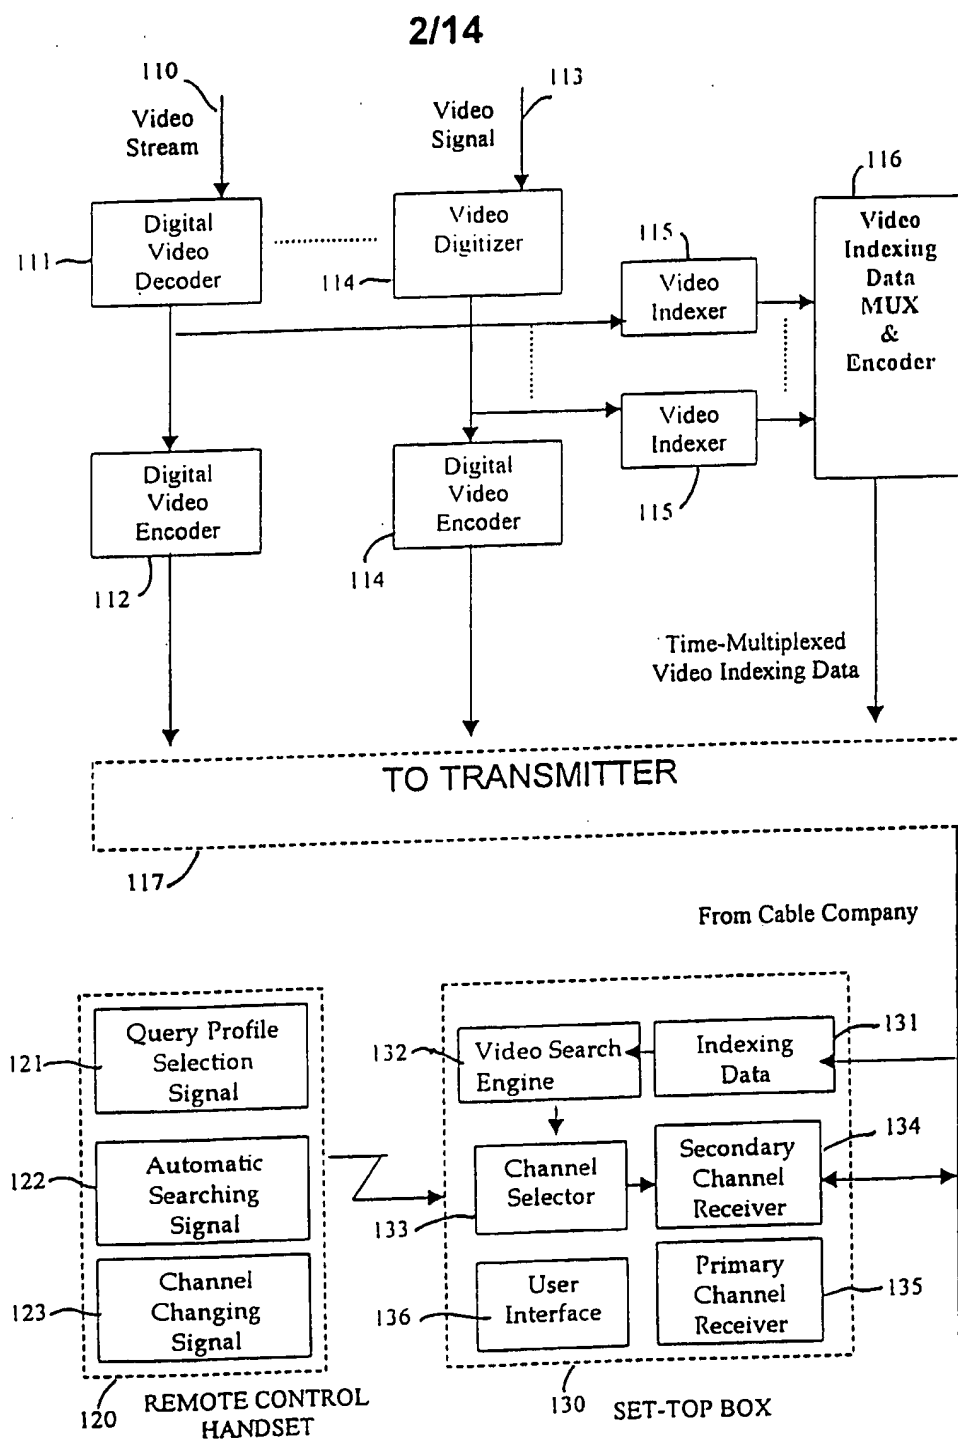 2/14
110
113
Video
Stream
Video
Signal
116
Digital
Video
Decoder
111
Video
Digitizer
114
115
Video
Indexer
Video
Indexing
Data
MUX
&
Encoder
Video
Indexer
115
Digital
Video
Encoder
112
Digital
Video
Encoder
114
Time-Multiplexed
Video Indexing Data
TO TRANSMITTER
117
From Cable Company
Query Profile
Selection
Signal
121
132
Video Search
Engine
Indexing
Data
131
Automatic
Searching
Signal
122
Channel
Selector
133
Secondary
Channel
Receiver
134
Channel
Changing
Signal
123
User
Interface
136
Primary
Channel
Receiver
135
120
REMOTE CONTROL
HANDSET
130
SET-TOP BOX